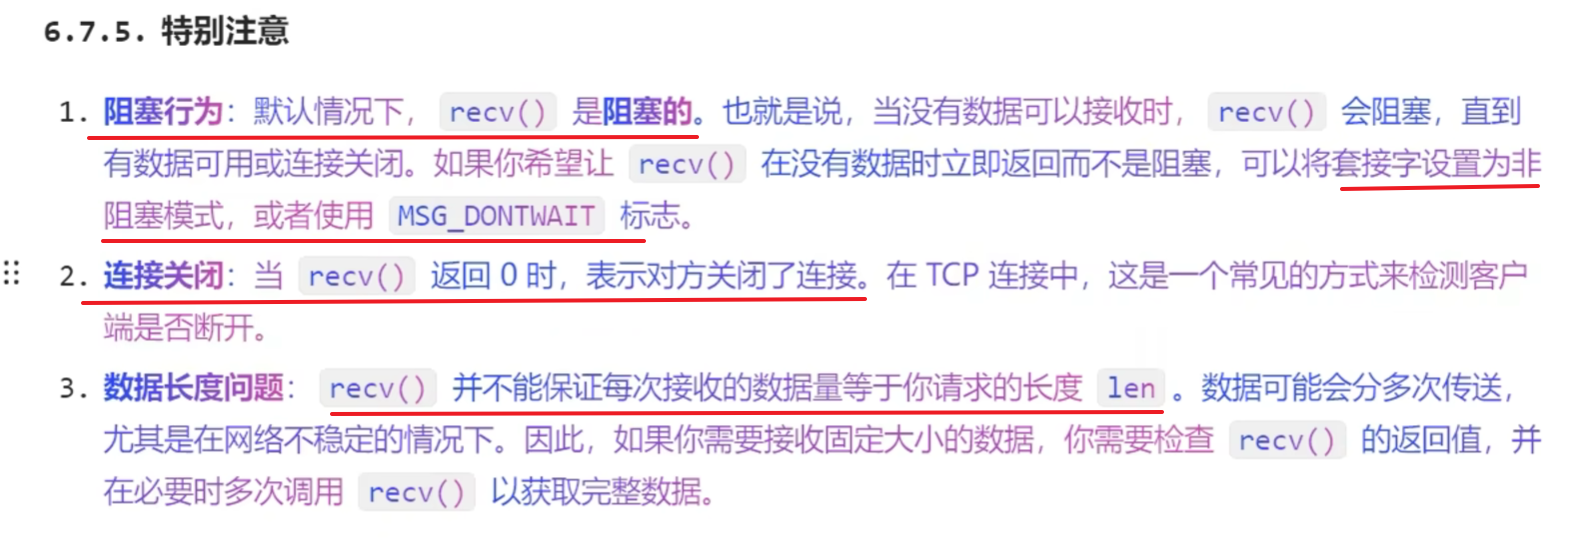 6.7.5. 特别注意
1. 阻塞行为：默认情况下， recv() 是阻塞的。也就是说，当没有数据可以接收时， recv() 会阻塞，直到
有数据可用或连接关闭。如果你希望让 recv() 在没有数据时立即返回而不是阻塞，可以将套接字设置为非
阻塞模式，或者使用 MSG_DONTWAIT 标志。
2. 连接关闭：当 recv() 返回 0 时，表示对方关闭了连接。在 TCP 连接中，这是一个常见的方式来检测客户
端是否断开。
3. 数据长度问题： recv() 并不能保证每次接收的数据量等于你请求的长度 len 。数据可能会分多次传送，
尤其是在网络不稳定的情况下。因此，如果你需要接收固定大小的数据，你需要检查 recv() 的返回值，并
在必要时多次调用 recv() 以获取完整数据。